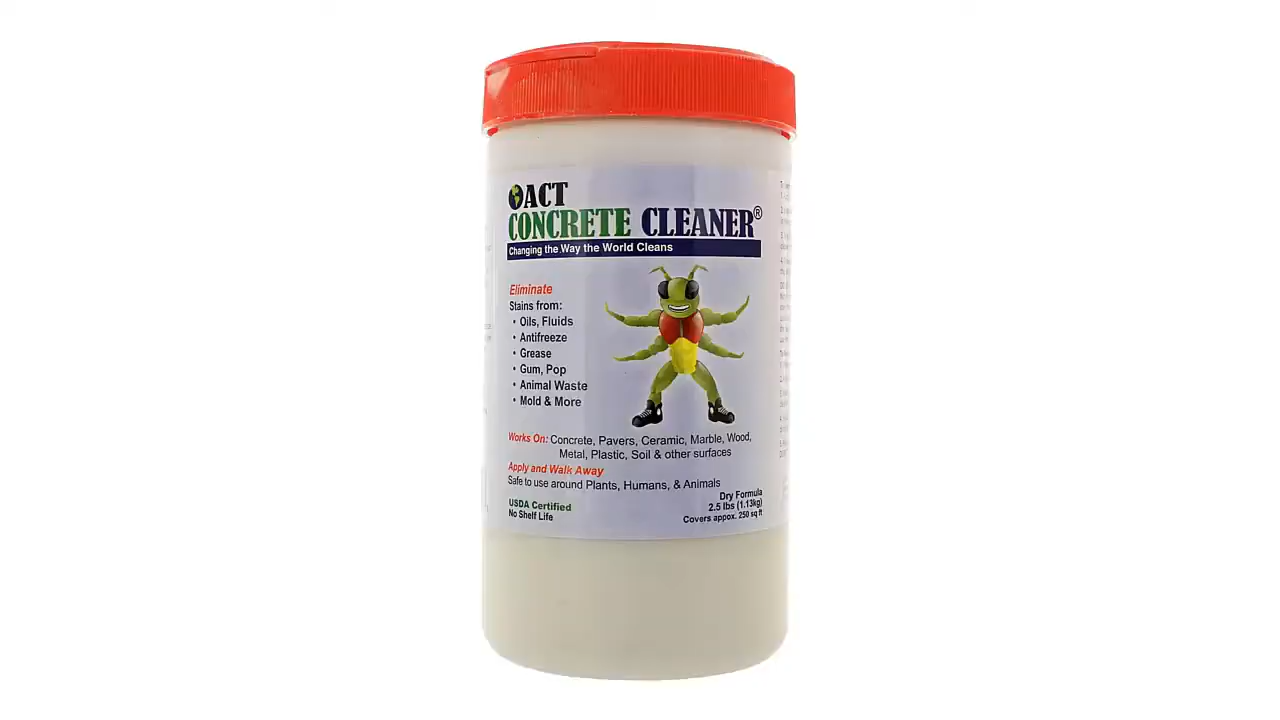 ACT
CONCRETE CLEANER®
Changing the Way the World Cleans
Eliminate
Stains from:
• Oils, Fluids
• Antifreeze
• Grease
• Gum, Pop
• Animal Waste
• Mold & More
Works On: Concrete, Pavers, Ceramic, Marble, Wood,
Metal, Plastic, Soil & other surfaces
Apply and Walk Away
Safe to use around Plants, Humans, & Animals
USDA Certified
No Shelf Life
Dry Formula
2.5 lbs (1.13kg)
Covers appox. 250 sq ft